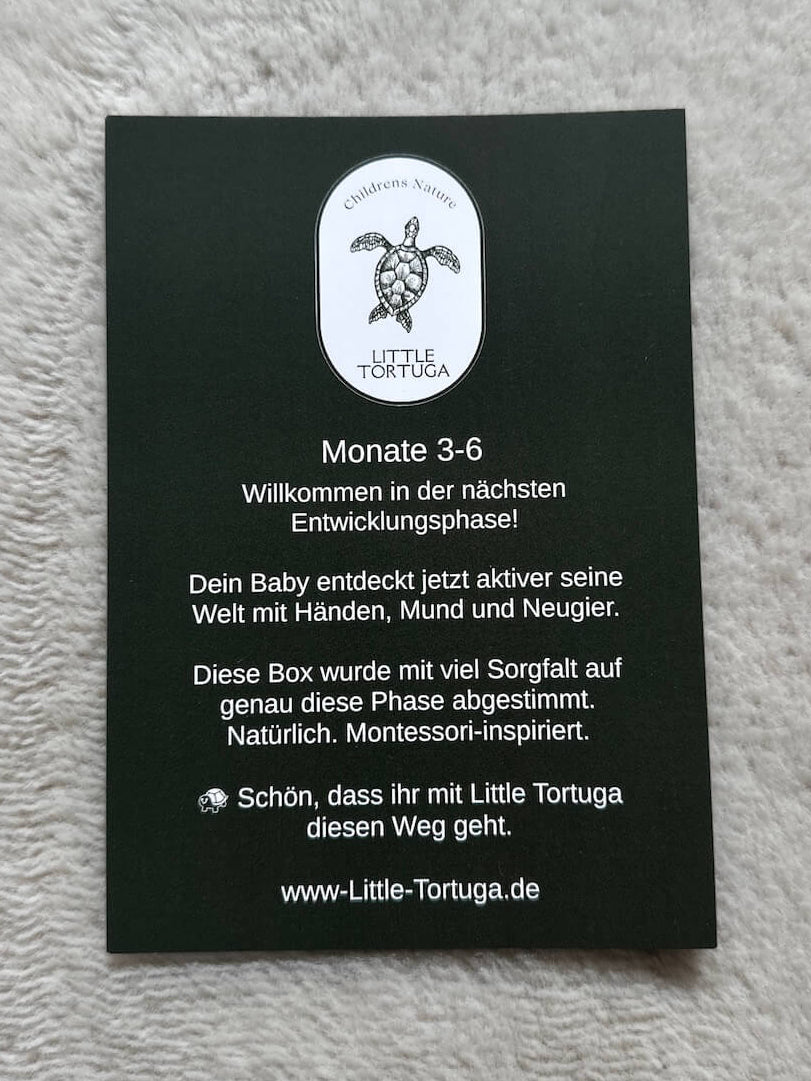 Childrens Nature
LITTLE
TORTUGA
Monate 3-6
Willkommen in der nächsten
Entwicklungsphase!
Dein Baby entdeckt jetzt aktiver seine
Welt mit Händen, Mund und Neugier.
Diese Box wurde mit viel Sorgfalt auf
genau diese Phase abgestimmt.
Natürlich. Montessori-inspiriert.
🐢 Schön, dass ihr mit Little Tortuga
diesen Weg geht.
www-Little-Tortuga.de